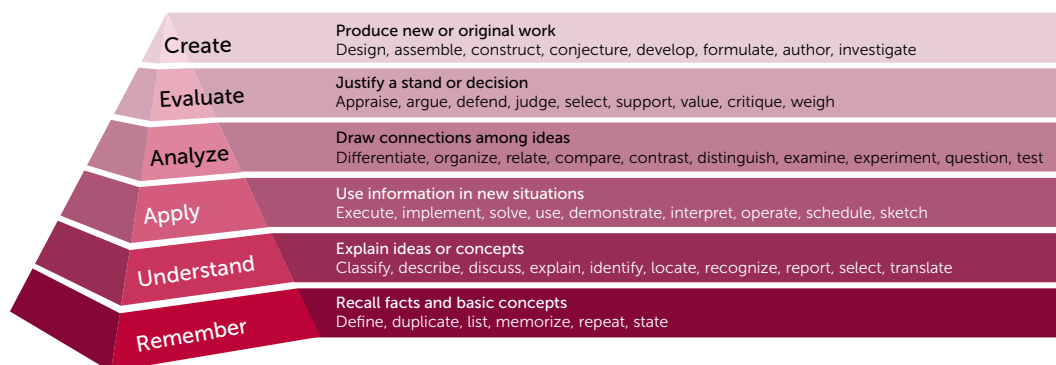 Create
Produce new or original work
Design, assemble, construct, conjecture, develop, formulate, author, investigate
Evaluate
Justify a stand or decision
Appraise, argue, defend, judge, select, support, value, critique, weigh
Analyze
Draw connections among ideas
Differentiate, organize, relate, compare, contrast, distinguish, examine, experiment, question, test
Apply
Use information in new situations
Execute, implement, solve, use, demonstrate, interpret, operate, schedule, sketch
Understand
Explain ideas or concepts
Classify, describe, discuss, explain, identify, locate, recognize, report, select, translate
Remember
Recall facts and basic concepts
Define, duplicate, list, memorize, repeat, state